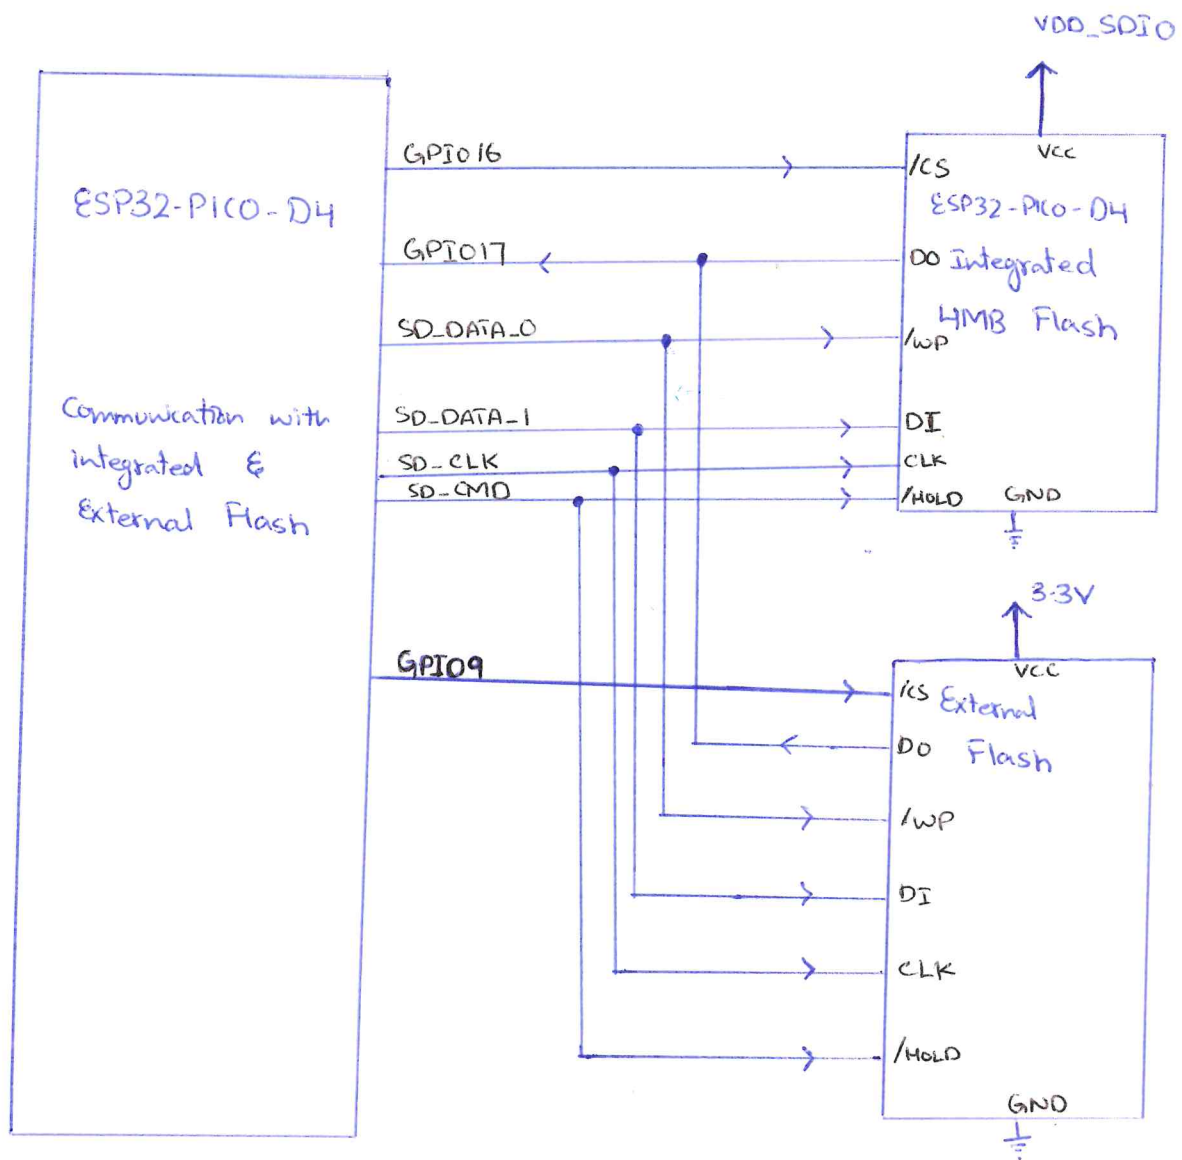 VDD_SDIO
ESP32-PICO-D4
Communication with
integrated &
External Flash
GPIO16
GPIO17
SD_DATA_0
SD_DATA_1
SD_CLK
SD_CMD
GPIO9
VCC
/CS
ESP32-PICO-D4
DO Integrated
4MB Flash
/WP
DI
CLK
/HOLD GND
3.3V
VCC
/CS External
DO Flash
/WP
DI
CLK
/HOLD
GND